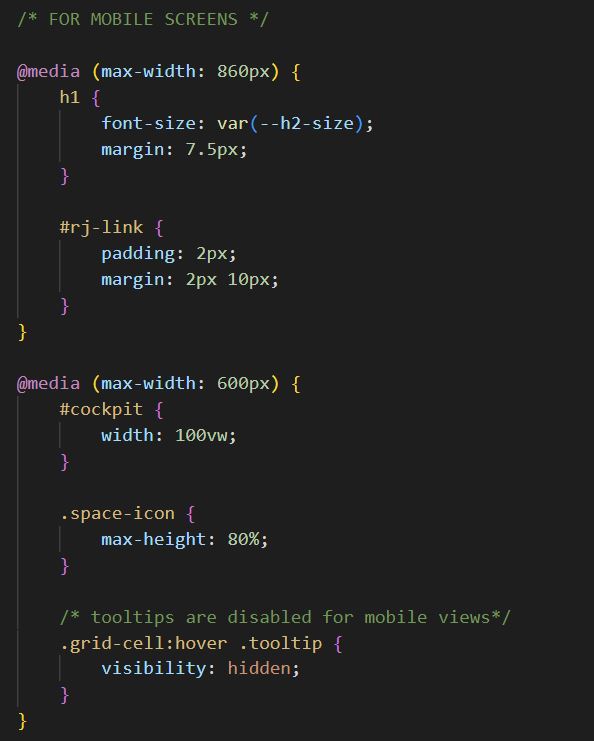 /* FOR MOBILE SCREENS */

@media (max-width: 860px) {
    h1 {
        font-size: var(--h2-size);
        margin: 7.5px;
    }

    #rj-link {
        padding: 2px;
        margin: 2px 10px;
    }
}

@media (max-width: 600px) {
    #cockpit {
        width: 100vw;
    }

    .space-icon {
        max-height: 80%;
    }

    /* tooltips are disabled for mobile views*/
    .grid-cell:hover .tooltip {
        visibility: hidden;
    }
}